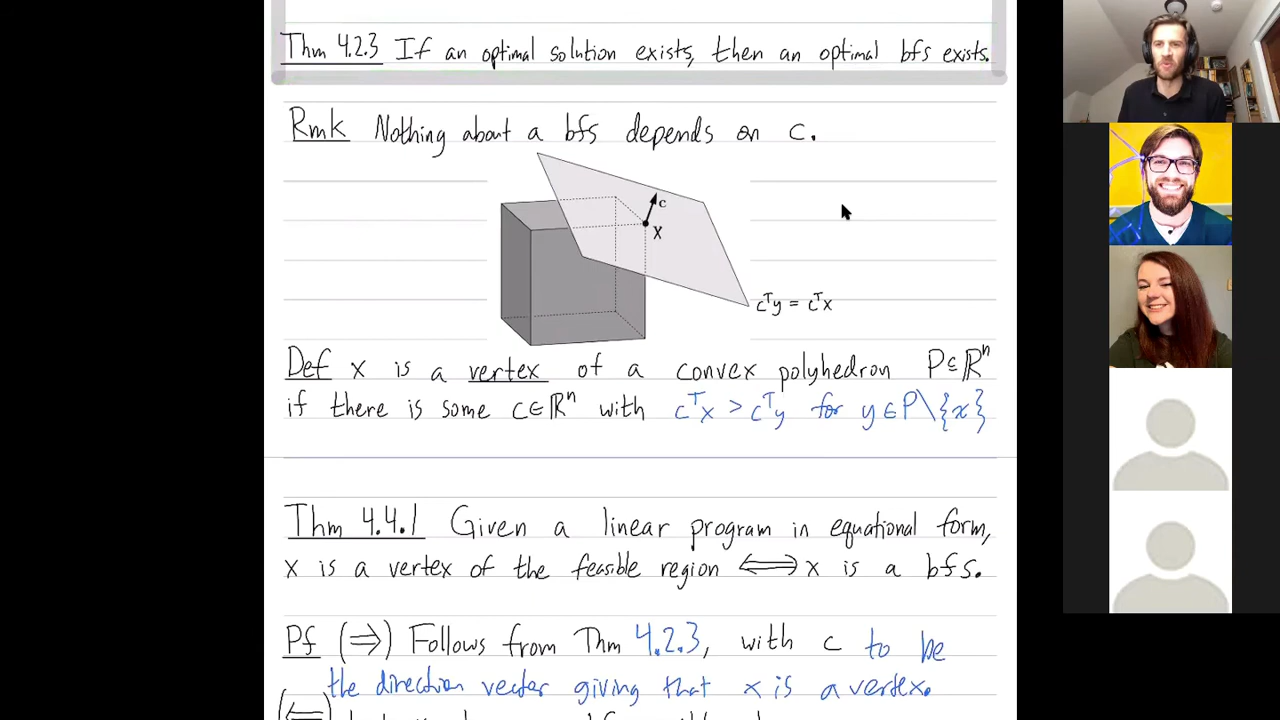 Thm 4.2.3 If an optimal solution exists, then an optimal bfs exists.
Rmk Nothing about a bfs depends on c.
c
X
cᵀy = cᵀx
Def x is a vertex of a convex polyhedron P⊆ℝⁿ
if there is some c∈ℝⁿ with cᵀx > cᵀy for y∈P\{x}
Thm 4.4.1 Given a linear program in equational form,
x is a vertex of the feasible region ⟺ x is a bfs.
Pf (⇒) Follows from Thm 4.2.3, with c to be
the direction vector giving that x is a vertex.
(⇐)